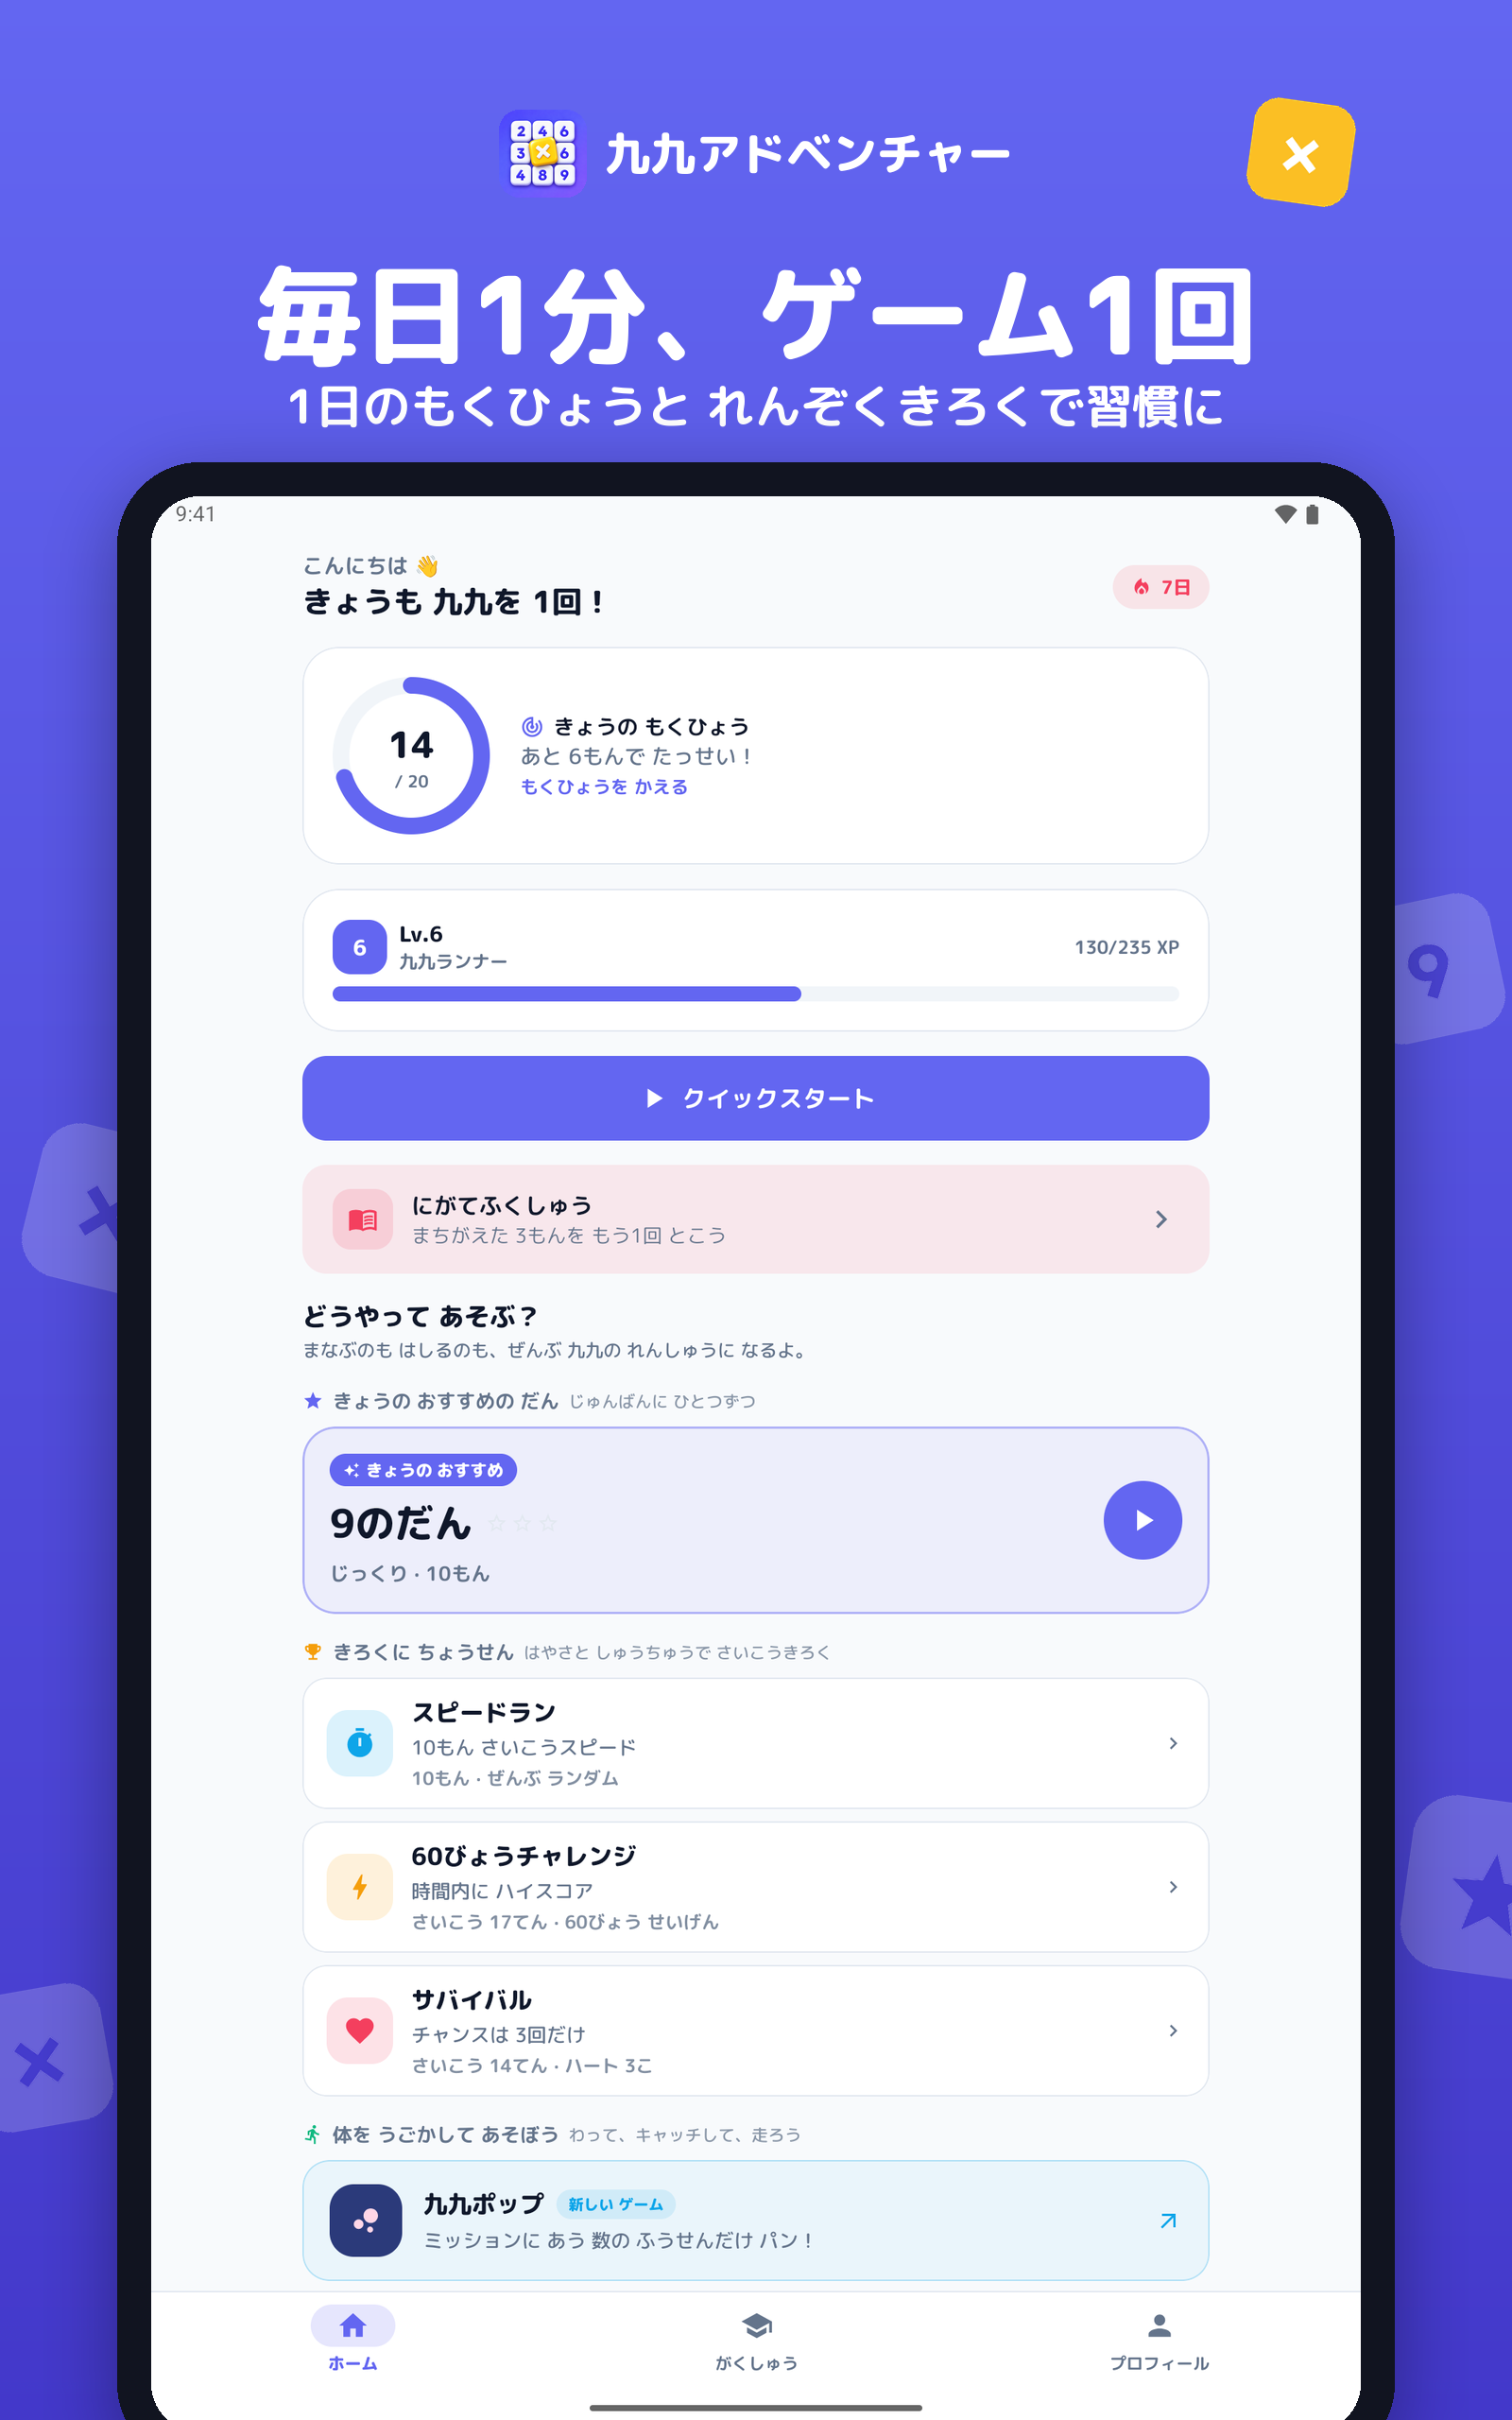 2 4 6
3 × 6
4 8 9
九九アドベンチャー
×
毎日1分、ゲーム1回
1日のもくひょうと れんぞくきろくで習慣に
9:41
こんにちは 👋
きょうも 九九を 1回！
7日
14
/ 20
きょうの もくひょう
あと 6もんで たっせい！
もくひょうを かえる
6
Lv.6
九九ランナー
130/235 XP
9
クイックスタート
×
にがてふくしゅう
まちがえた 3もんを もう1回 とこう
どうやって あそぶ？
まなぶのも はしるのも、ぜんぶ 九九の れんしゅうに なるよ。
きょうの おすすめの だん じゅんばんに ひとつずつ
きょうの おすすめ
9のだん
じっくり · 10もん
きろくに ちょうせん はやさと しゅうちゅうで さいこうきろく
スピードラン
10もん さいこうスピード
10もん · ぜんぶ ランダム
60びょうチャレンジ
時間内に ハイスコア
さいこう 17てん · 60びょう せいげん
サバイバル
チャンスは 3回だけ
さいこう 14てん · ハート 3こ
×
体を うごかして あそぼう わって、キャッチして、走ろう
九九ポップ 新しい ゲーム
ミッションに あう 数の ふうせんだけ パン！
ホーム
がくしゅう
プロフィール